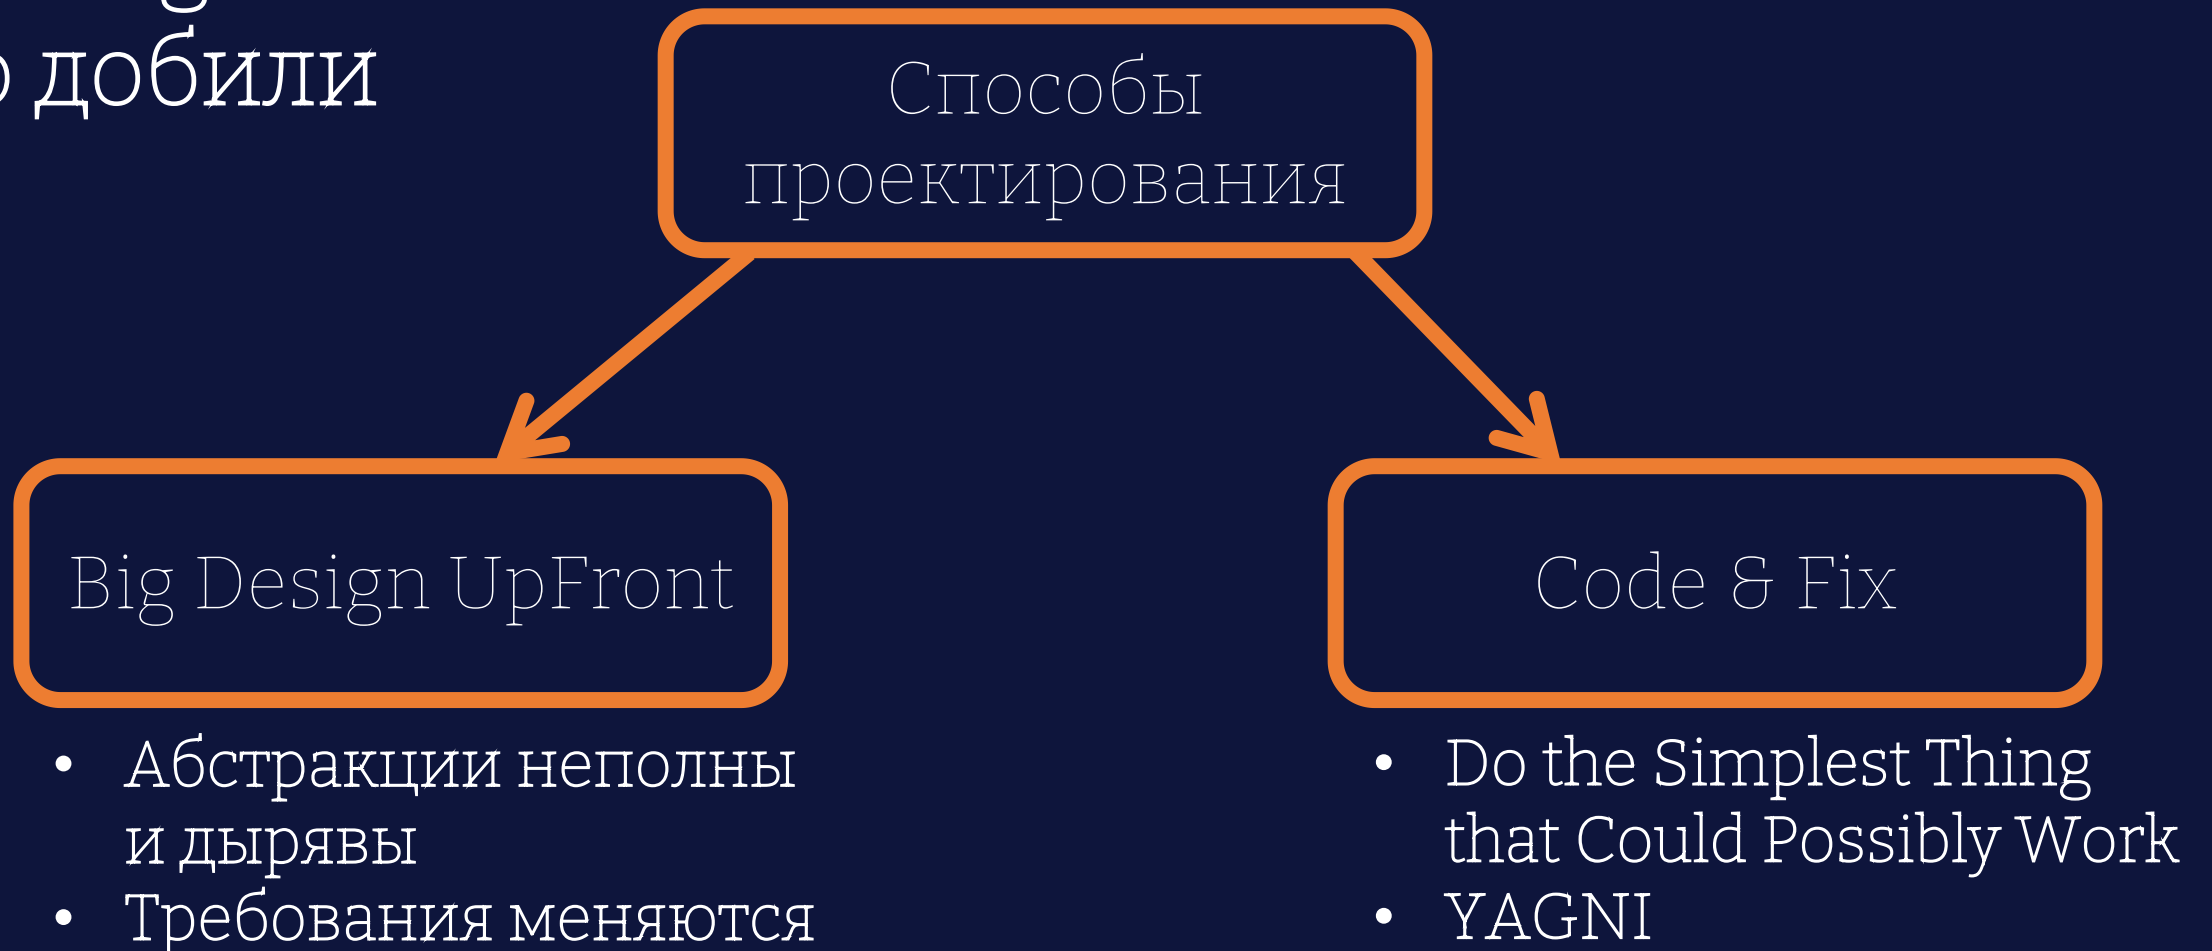 добили
Способы
проектирования
Big Design UpFront
Code & Fix
• Абстракции неполны
и дырявы
• Требования меняются
• Do the Simplest Thing
that Could Possibly Work
• YAGNI